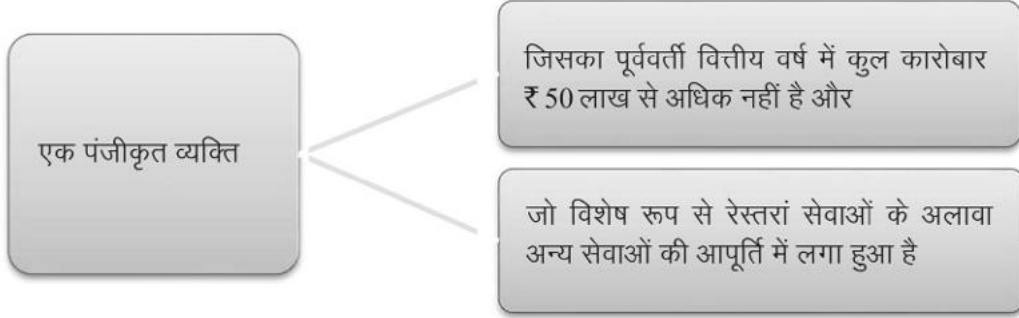 एक पंजीकृत व्यक्ति
जिसका पूर्ववर्ती वित्तीय वर्ष में कुल कारोबार
₹ 50 लाख से अधिक नहीं है और
जो विशेष रूप से रेस्तरां सेवाओं के अलावा
अन्य सेवाओं की आपूर्ति में लगा हुआ है